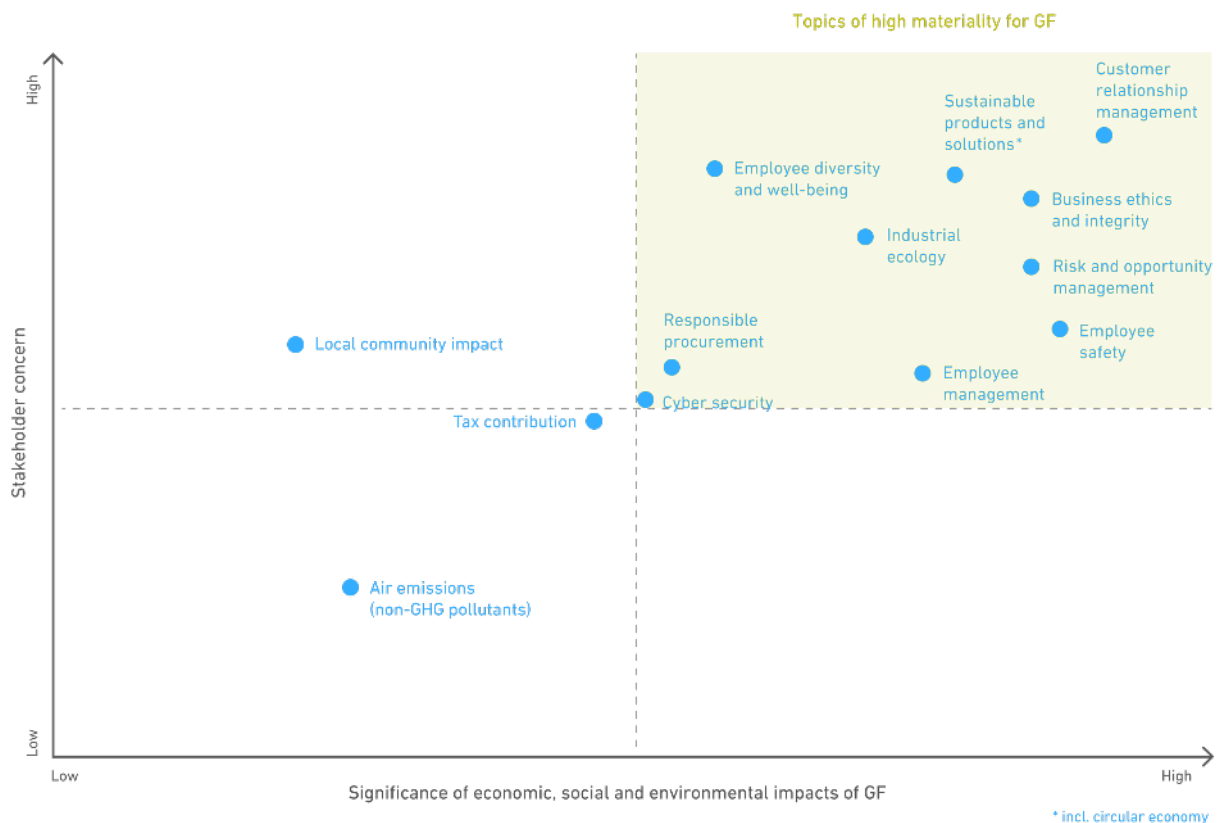 Topics of high materiality for GF
High
Customer
relationship
management
Sustainable
products and
solutions*
Employee diversity
and well-being
Business ethics
and integrity
Industrial
ecology
Risk and opportunity
management
Responsible
procurement
Employee
safety
Local community impact
Employee
management
Cyber security
Tax contribution
Stakeholder concern
Air emissions
(non-GHG pollutants)
Low
Low
High
Significance of economic, social and environmental impacts of GF
* incl. circular economy